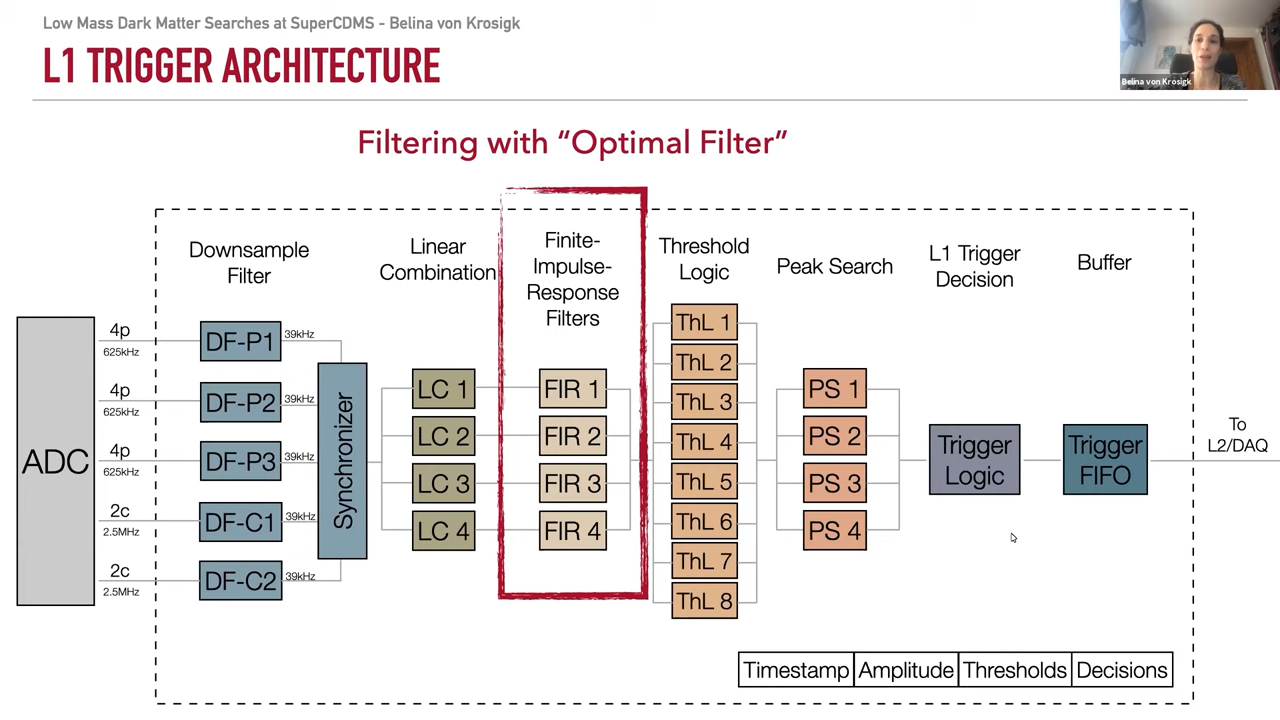 Low Mass Dark Matter Searches at SuperCDMS - Belina von Krosigk
L1 TRIGGER ARCHITECTURE
Belina von Krosigk
Filtering with “Optimal Filter”
Downsample
Filter
Linear
Combination
Finite-
Impulse-
Response
Filters
Threshold
Logic
Peak Search
L1 Trigger
Decision
Buffer
ADC
4p
625kHz
4p
625kHz
4p
625kHz
2c
2.5MHz
2c
2.5MHz
DF-P1
DF-P2
DF-P3
DF-C1
DF-C2
39kHz
39kHz
39kHz
39kHz
39kHz
Synchronizer
LC 1
LC 2
LC 3
LC 4
FIR 1
FIR 2
FIR 3
FIR 4
ThL 1
ThL 2
ThL 3
ThL 4
ThL 5
ThL 6
ThL 7
ThL 8
PS 1
PS 2
PS 3
PS 4
Trigger
Logic
Trigger
FIFO
To
L2/DAQ
Timestamp Amplitude Thresholds Decisions